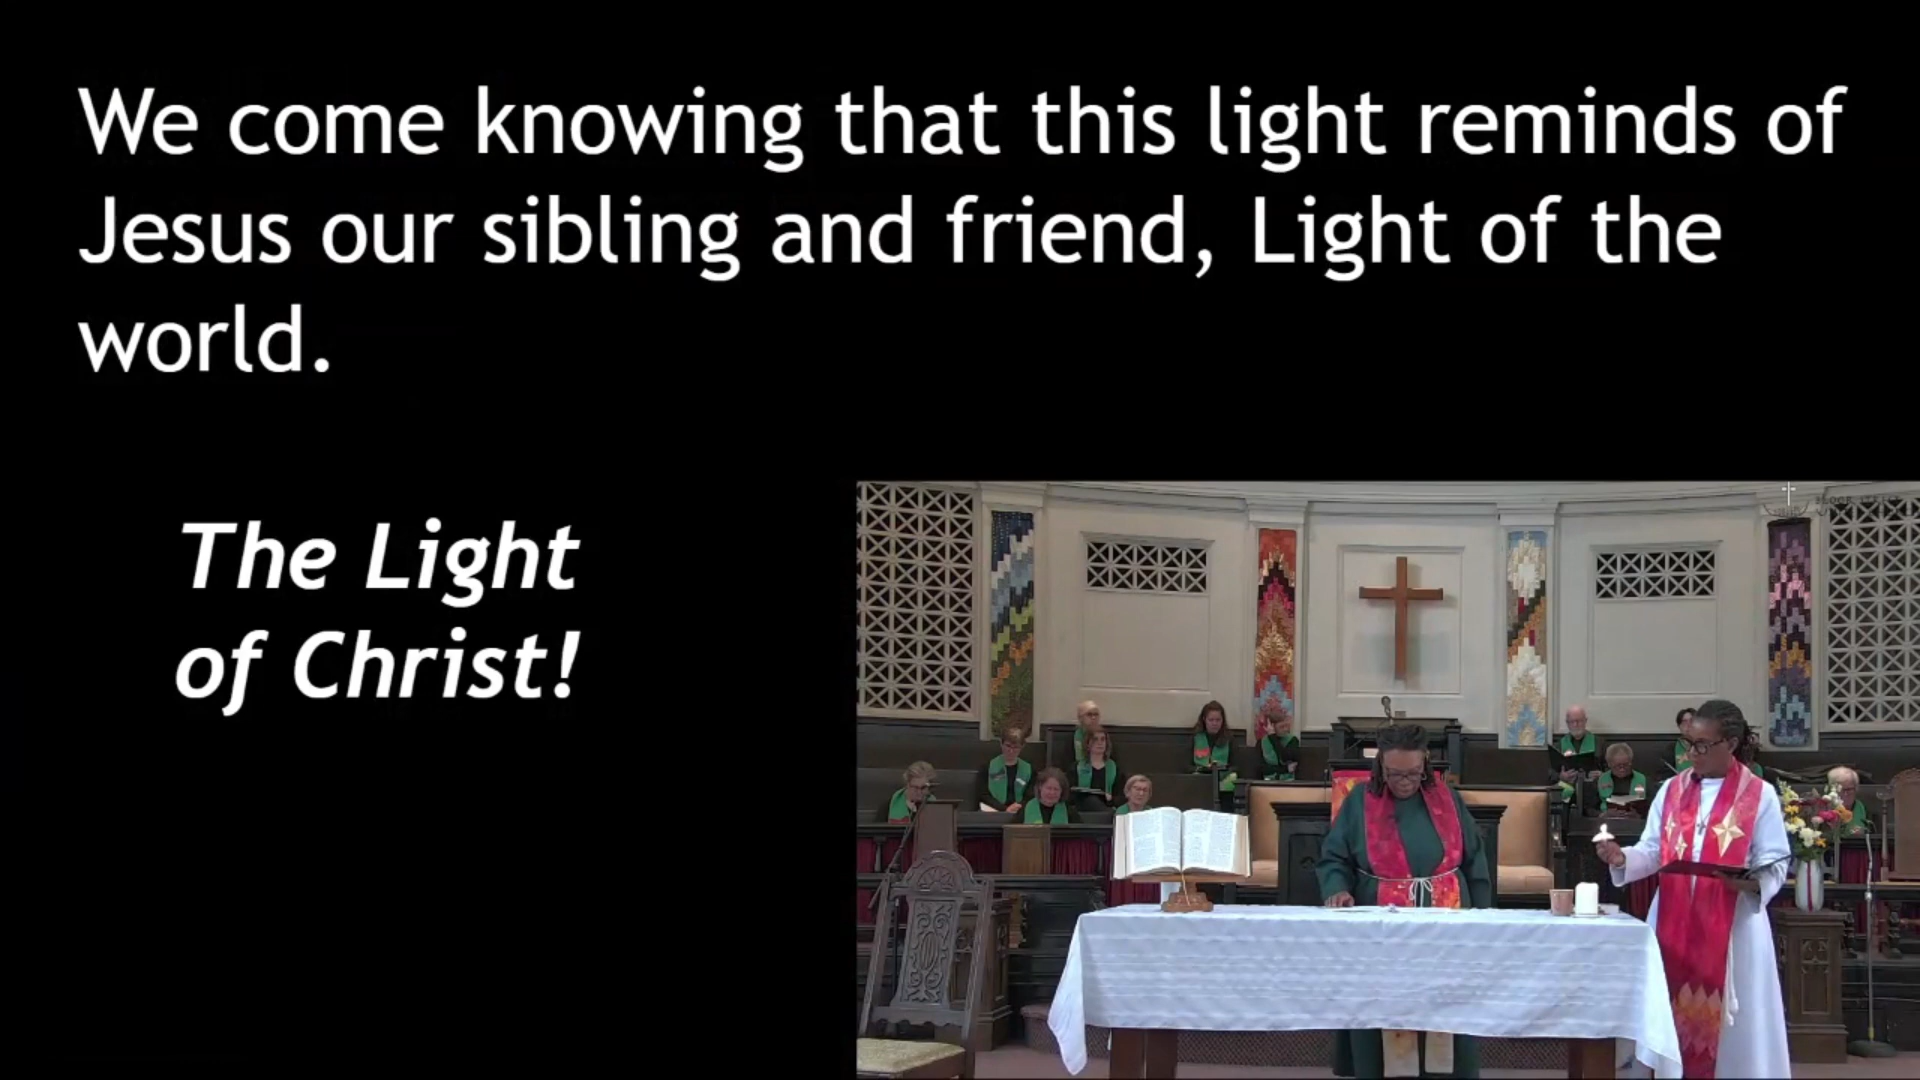 We come knowing that this light reminds of
Jesus our sibling and friend, Light of the
world.
The Light
of Christ!